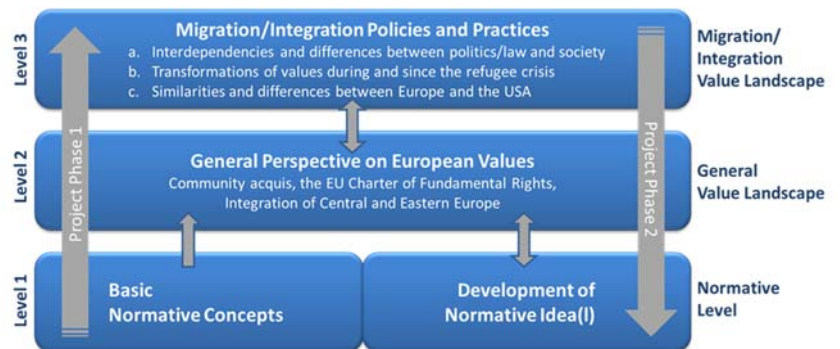 Level 3
Project Phase 1
Migration/Integration Policies and Practices
a. Interdependencies and differences between politics/law and society
b. Transformations of values during and since the refugee crisis
c. Similarities and differences between Europe and the USA
Project Phase 2
Migration/
Integration
Value Landscape
Level 2
General Perspective on European Values
Community acquis, the EU Charter of Fundamental Rights,
Integration of Central and Eastern Europe
General
Value Landscape
Level 1
Basic
Normative Concepts
Development of
Normative Idea(l)
Normative
Level